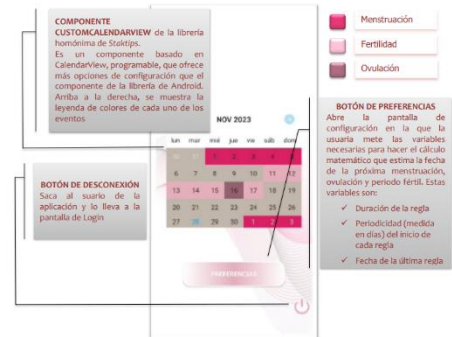 COMPONENTE
CUSTOMCALENDARVIEW de la librería
homónima de Staktips.
Es un componente basado en
CalendarView, programable, que ofrece
más opciones de configuración que el
componente de la librería de Android.
Arriba a la derecha, se muestra la
leyenda de colores de cada uno de los
eventos
Menstruación
Fertilidad
Ovulación
NOV 2023
lun mar mié jue vie sáb dom
30 31 1 2 3 4 5
6 7 8 9 10 11 12
13 14 15 16 17 18 19
20 21 22 23 24 25 26
27 28 29 30 1 2 3
PREFERENCIAS
BOTÓN DE DESCONEXIÓN
Saca al suario de la
aplicación y lo lleva a la
pantalla de Login
BOTÓN DE PREFERENCIAS
Abre la pantalla de
configuración en la que la
usuaria mete las variables
necesarias para hacer el cálculo
matemático que estima la fecha
de la próxima menstruación,
ovulación y periodo fértil. Estas
variables son:
✓ Duración de la regla
✓ Periodicidad (medida
en días) del inicio de
cada regla
✓ Fecha de la última regla